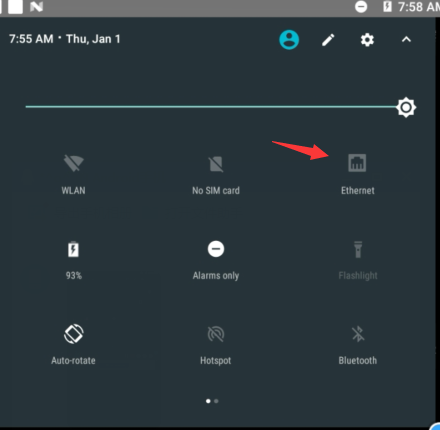 7:58 AM
7:55 AM • Thu, Jan 1
WLAN
No SIM card
Ethernet
93%
Alarms only
Flashlight
Auto-rotate
Hotspot
Bluetooth